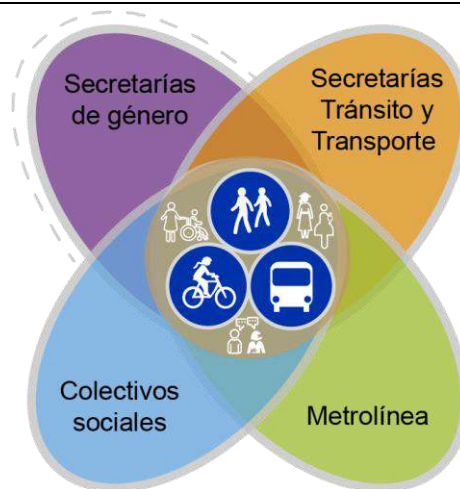 Secretarías
de género
Secretarías
Tránsito y
Transporte
Colectivos
sociales
Metrolínea